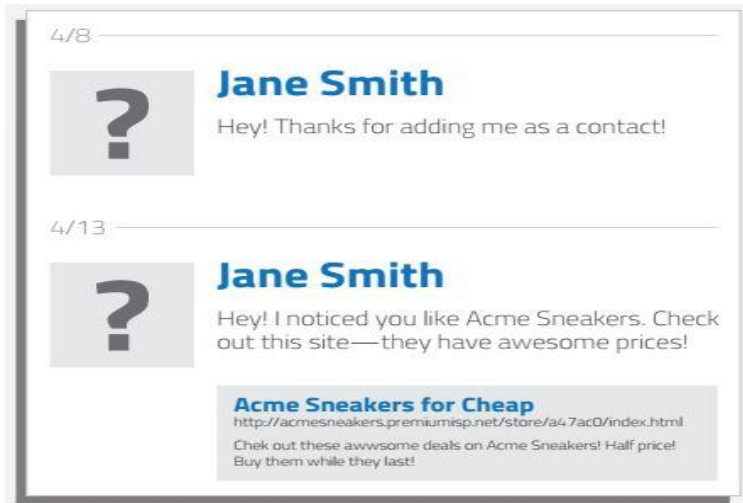 4/8
?
Jane Smith
Hey! Thanks for adding me as a contact!
4/13
?
Jane Smith
Hey! I noticed you like Acme Sneakers. Check
out this site—they have awesome prices!
Acme Sneakers for Cheap
http://acmesneakers.premiumisp.net/store/a47ac0/index.html
Chek out these awwsome deals on Acme Sneakers! Half price!
Buy them while they last!